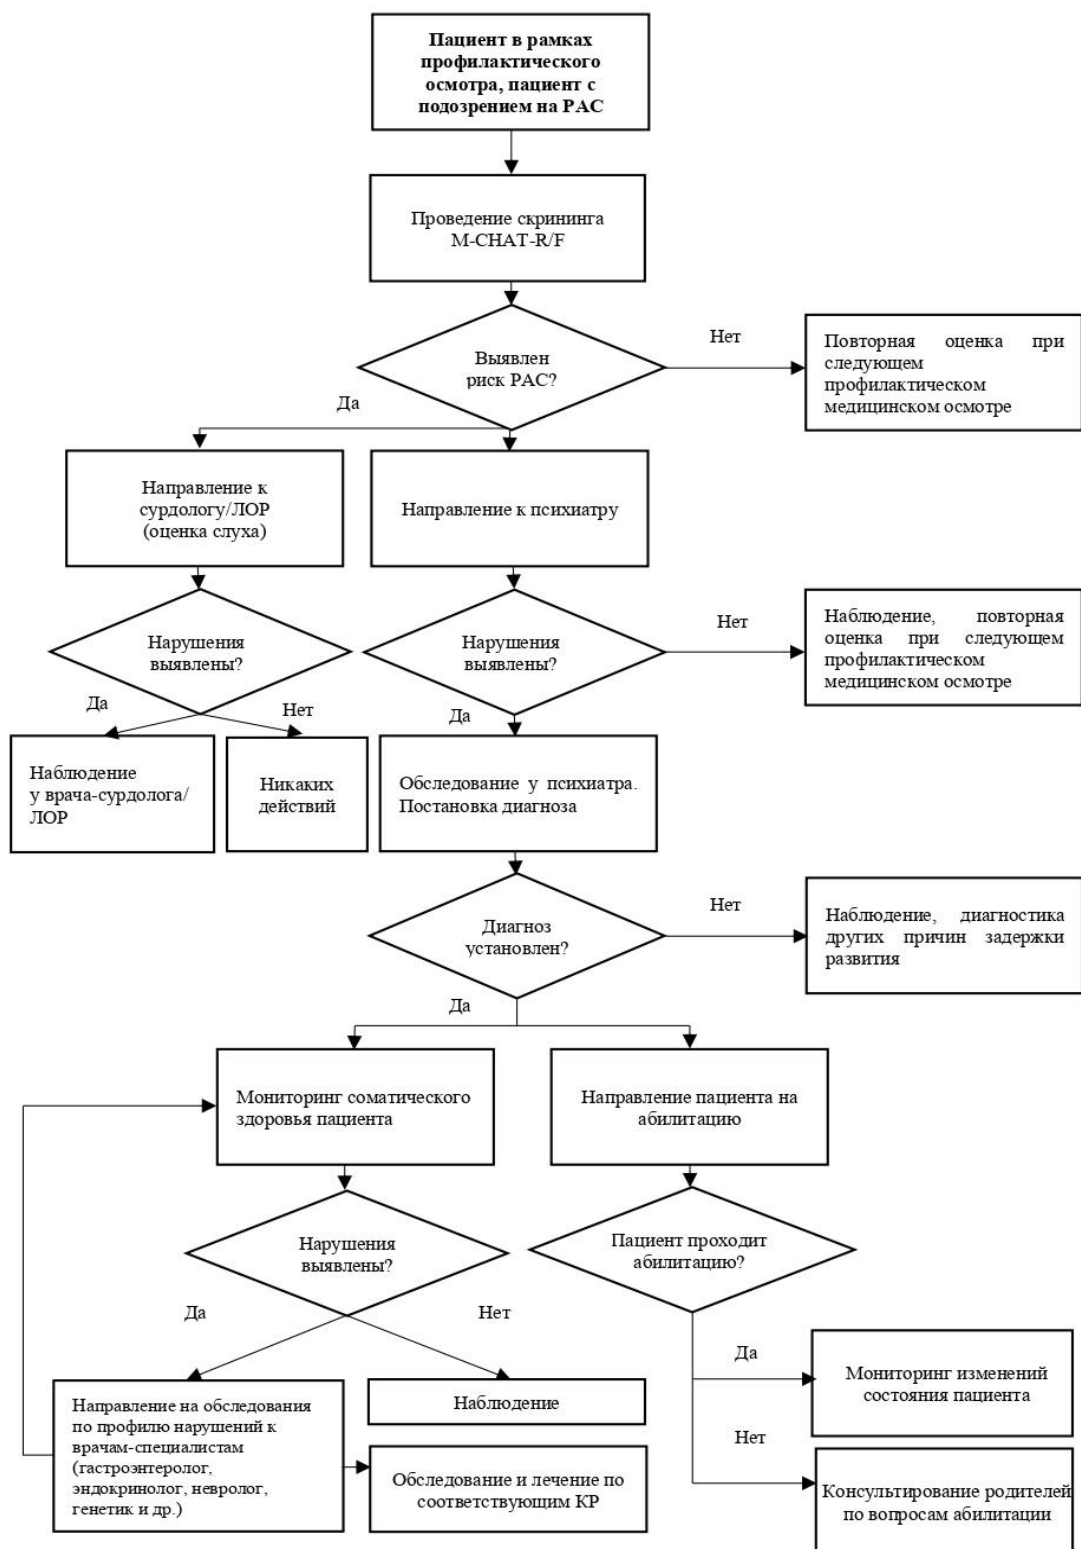 Пациент в рамках
профилактического
осмотра, пациент с
подозрением на РАС
Проведение скрининга
M-CHAT-R/F
Выявлен
риск РАС?
Нет
Повторная оценка при
следующем
профилактическом
медицинском осмотре
Да
Направление к
сурдологу/ЛОР
(оценка слуха)
Направление к психиатру
Нарушения
выявлены?
Нарушения
выявлены?
Нет
Наблюдение, повторная
оценка при следующем
профилактическом
медицинском осмотре
Да
Нет
Да
Наблюдение
у врача-сурдолога/
ЛОР
Никаких
действий
Обследование у психиатра.
Постановка диагноза
Диагноз
установлен?
Нет
Наблюдение, диагностика
других причин задержки
развития
Да
Мониторинг соматического
здоровья пациента
Направление пациента на
абилитацию
Нарушения
выявлены?
Пациент проходит
абилитацию?
Да
Нет
Да
Мониторинг изменений
состояния пациента
Направление на обследования
по профилю нарушений к
врачам-специалистам
(гастроэнтеролог,
эндокринолог, невролог,
генетик и др.)
Наблюдение
Нет
Обследование и лечение по
соответствующим КР
Консультирование родителей
по вопросам абилитации